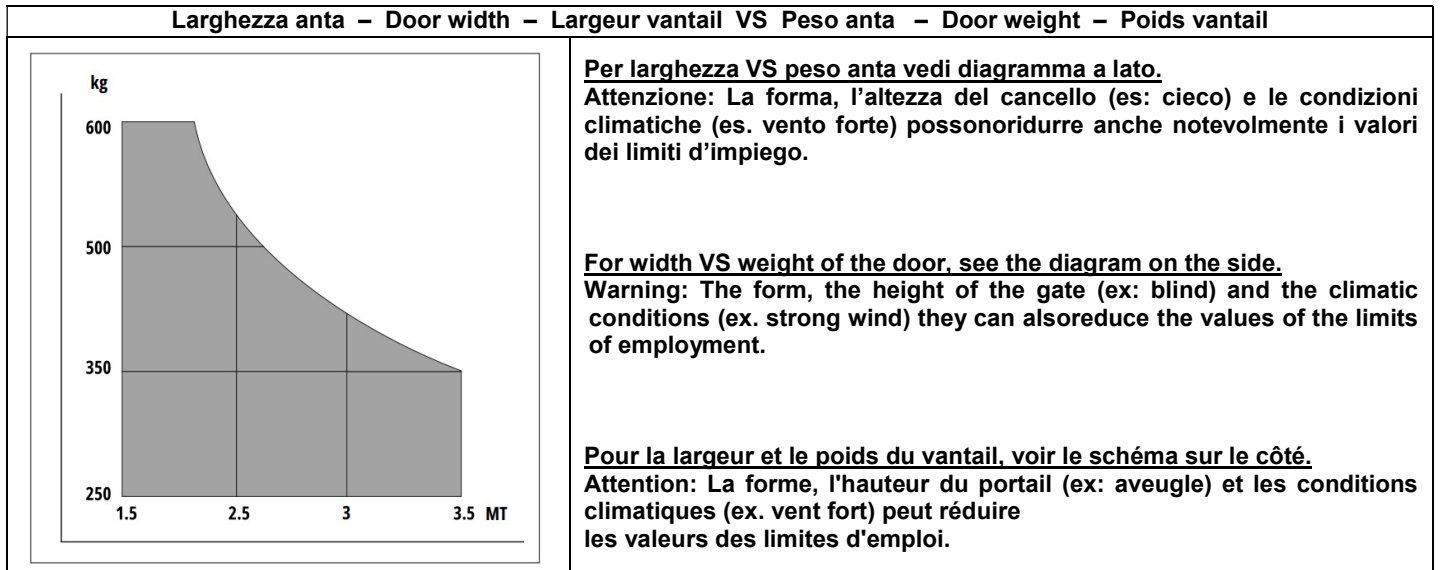 Larghezza anta – Door width – Largeur vantail VS Peso anta – Door weight – Poids vantail
kg
600
500
350
250
1.5 2.5 3 3.5 MT
Per larghezza VS peso anta vedi diagramma a lato.
Attenzione: La forma, l’altezza del cancello (es: cieco) e le condizioni
climatiche (es. vento forte) possonoridurre anche notevolmente i valori
dei limiti d’impiego.
For width VS weight of the door, see the diagram on the side.
Warning: The form, the height of the gate (ex: blind) and the climatic
conditions (ex. strong wind) they can alsoreduce the values of the limits
of employment.
Pour la largeur et le poids du vantail, voir le schéma sur le côté.
Attention: La forme, l'hauteur du portail (ex: aveugle) et les conditions
climatiques (ex. vent fort) peut réduire
les valeurs des limites d'emploi.